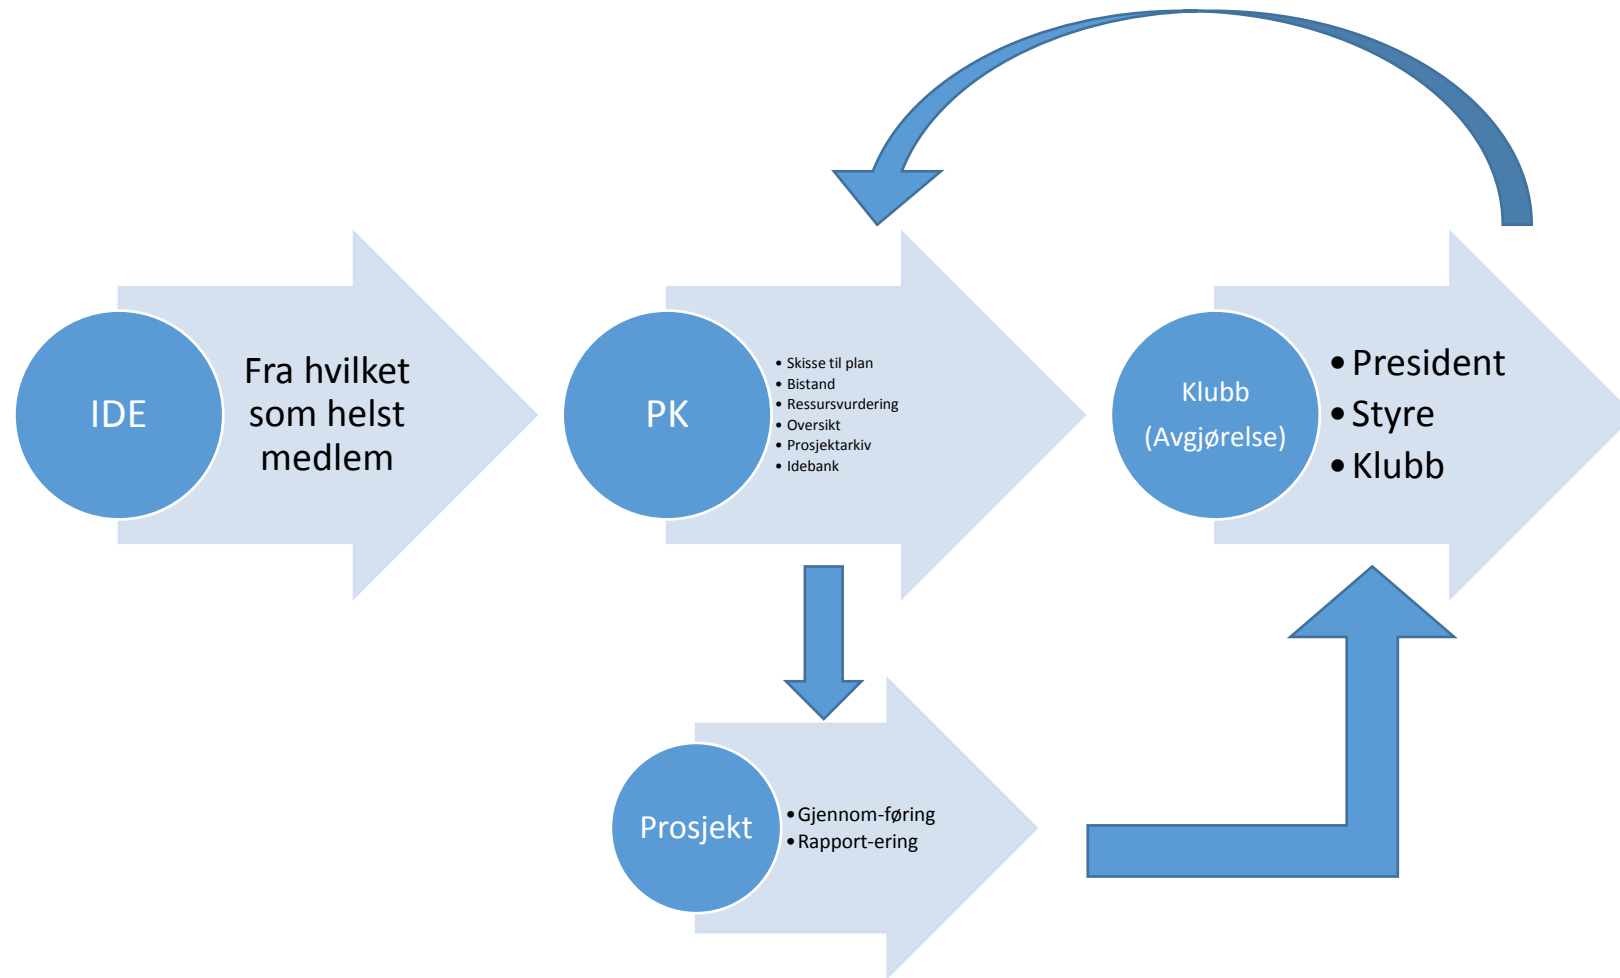 IDE
Fra hvilket
som helst
medlem
PK
• Skisse til plan
• Bistand
• Ressursvurdering
• Oversikt
• Prosjektarkiv
• Idebank
Klubb
(Avgjørelse)
• President
• Styre
• Klubb
Prosjekt
• Gjennom-føring
• Rapport-ering